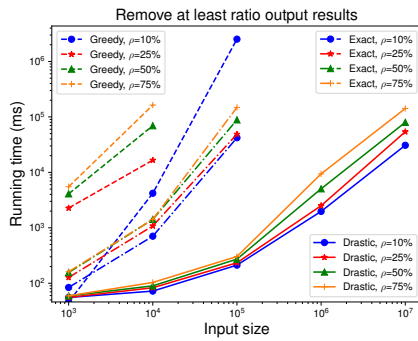 Remove at least ratio output results
Running time (ms)
10⁶
10⁵
10⁴
10³
10²
Greedy, ρ=10%
Greedy, ρ=25%
Greedy, ρ=50%
Greedy, ρ=75%
Exact, ρ=10%
Exact, ρ=25%
Exact, ρ=50%
Exact, ρ=75%
Drastic, ρ=10%
Drastic, ρ=25%
Drastic, ρ=50%
Drastic, ρ=75%
10³ 10⁴ 10⁵ 10⁶ 10⁷
Input size